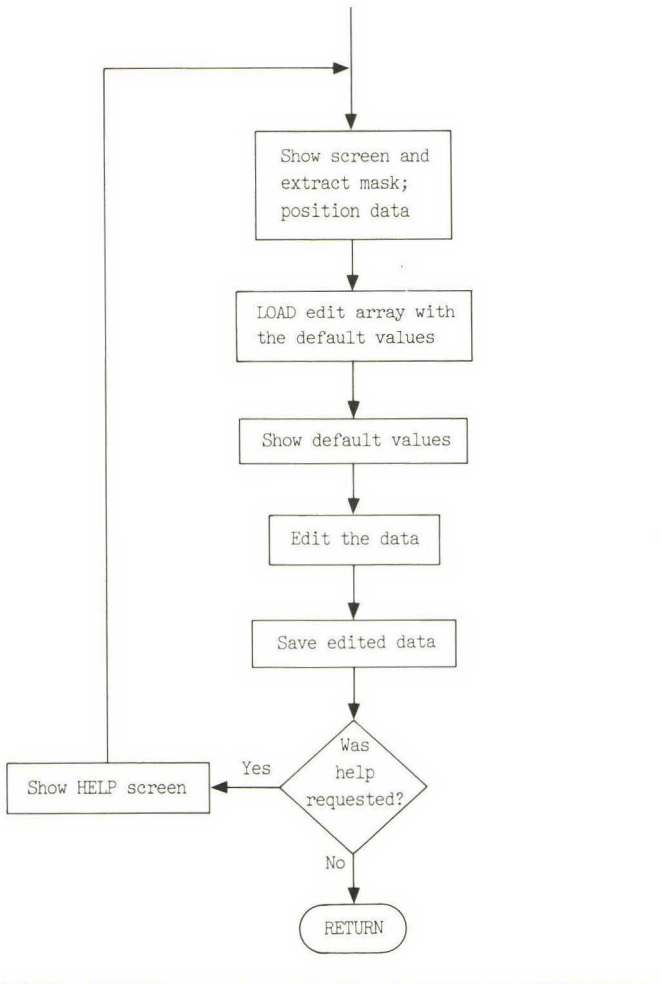 Show screen and
extract mask;
position data
LOAD edit array with
the default values
Show default values
Edit the data
Save edited data
Was
help
requested?
Yes
Show HELP screen
No
RETURN